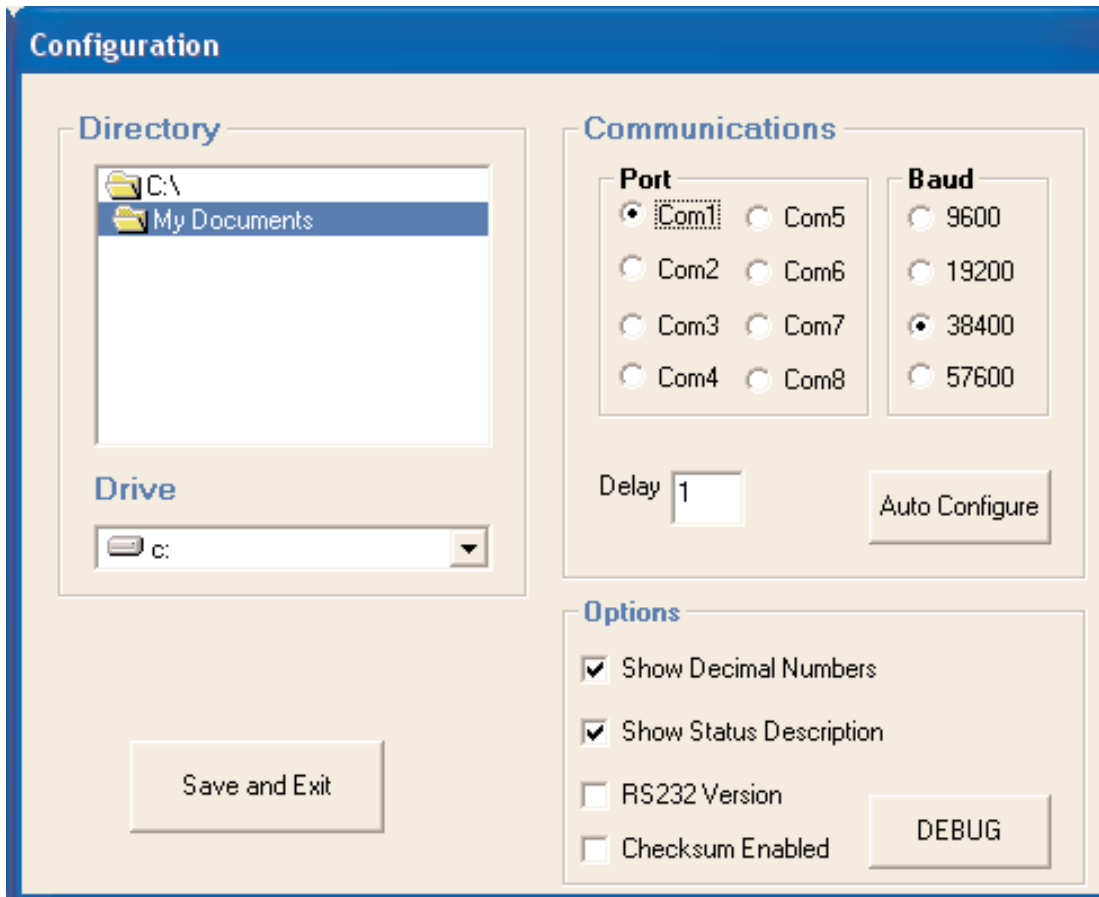 Configuration
Directory
C:\
My Documents
Drive
c:
Save and Exit
Communications
Port
Com1
Com5
Com2
Com6
Com3
Com7
Com4
Com8
Baud
9600
19200
38400
57600
Delay 1
Auto Configure
Options
Show Decimal Numbers
Show Status Description
RS232 Version
Checksum Enabled
DEBUG